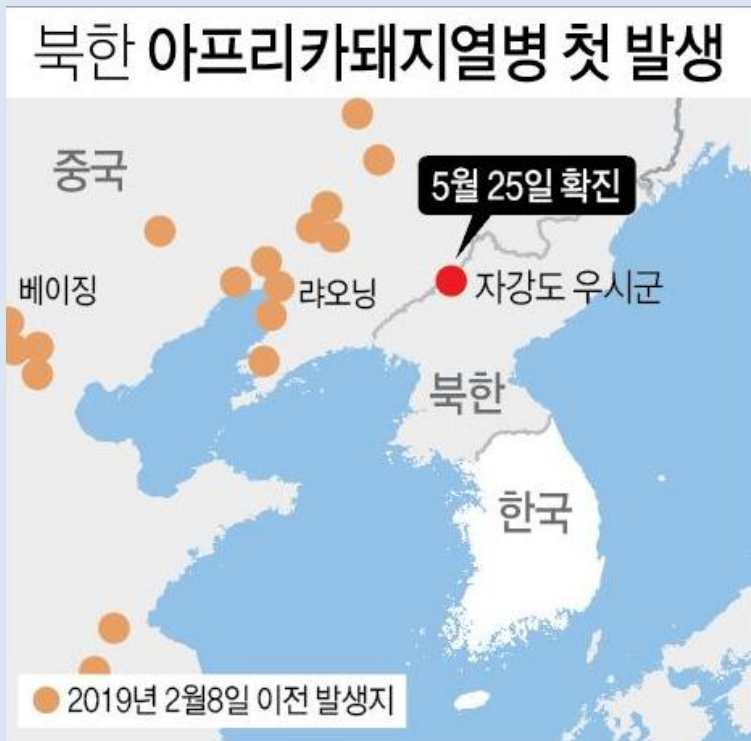 북한 아프리카돼지열병 첫 발생
중국
5월 25일 확진
베이징
랴오닝
자강도 우시군
북한
한국
2019년 2월8일 이전 발생지